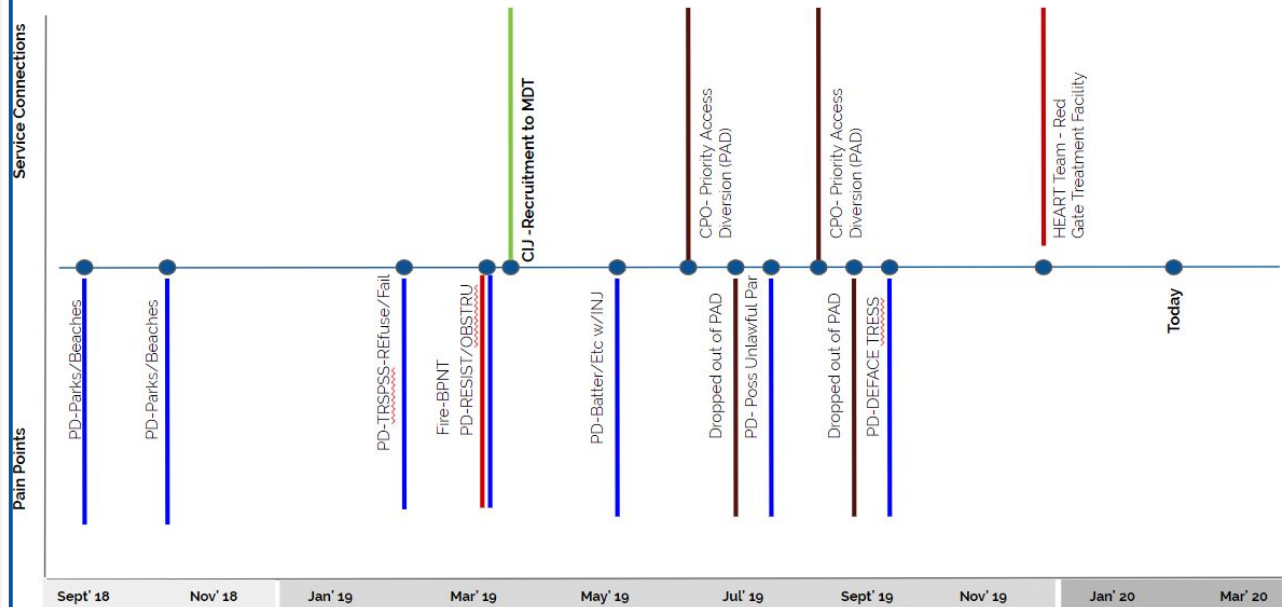 Service Connections
Pain Points
PD-Parks/Beaches
PD-Parks/Beaches
PD-TRSPSS-REfuse/Fail
Fire-BPNT
PD-RESIST/OBSTRU
CIJ -Recruitment to MDT
PD-Batter/Etc w/INJ
CPO- Priority Access
Diversion (PAD)
Dropped out of PAD
PD- Poss Unlawful Par
CPO- Priority Access
Diversion (PAD)
Dropped out of PAD
PD-DEFACE TRESS
HEART Team - Red
Gate Treatment Facility
Today
Sept' 18 Nov' 18 Jan' 19 Mar' 19 May' 19 Jul' 19 Sept' 19 Nov' 19 Jan' 20 Mar' 20